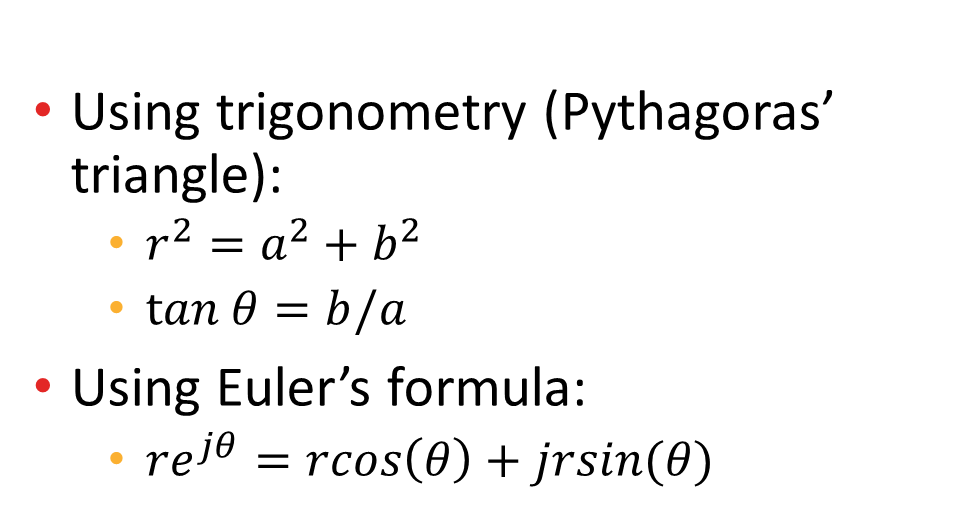 • Using trigonometry (Pythagoras’
triangle):
• r² = a² + b²
• tan θ = b/a
• Using Euler’s formula:
• re^{jθ} = rcos(θ) + jrsin(θ)